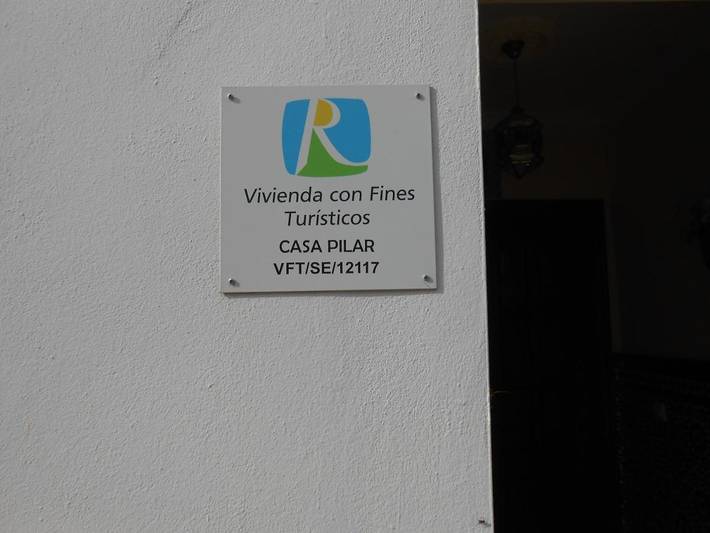 R
Vivienda con Fines
Turísticos
CASA PILAR
VFT/SE/12117